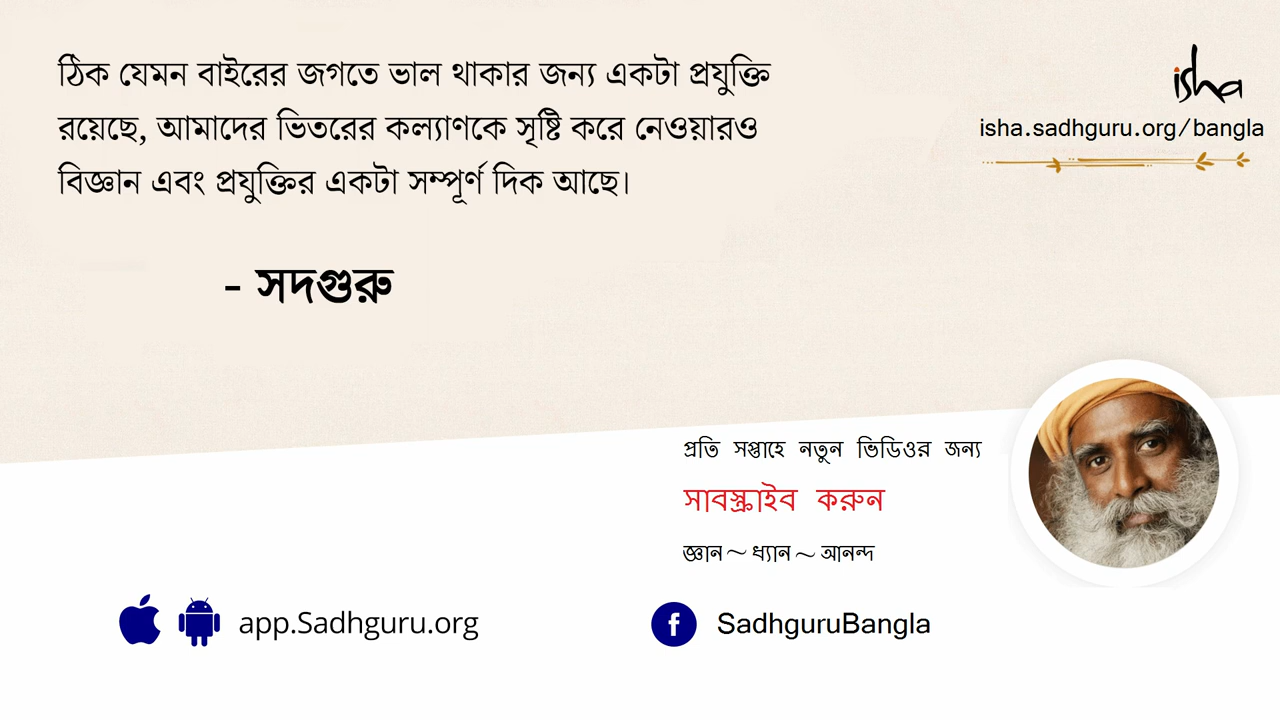 ঠিক যেমন বাইরের জগতে ভাল থাকার জন্য একটা প্রযুক্তি
রয়েছে, আমাদের ভিতরের কল্যাণকে সৃষ্টি করে নেওয়ারও
বিজ্ঞান এবং প্রযুক্তির একটা সম্পূর্ণ দিক আছে।
- সদগুরু
isha
isha.sadhguru.org/bangla
প্রতি সপ্তাহে নতুন ভিডিওর জন্য
সাবস্ক্রাইব করুন
জ্ঞান ~ ধ্যান ~ আনন্দ
app.Sadhguru.org
f SadhguruBangla